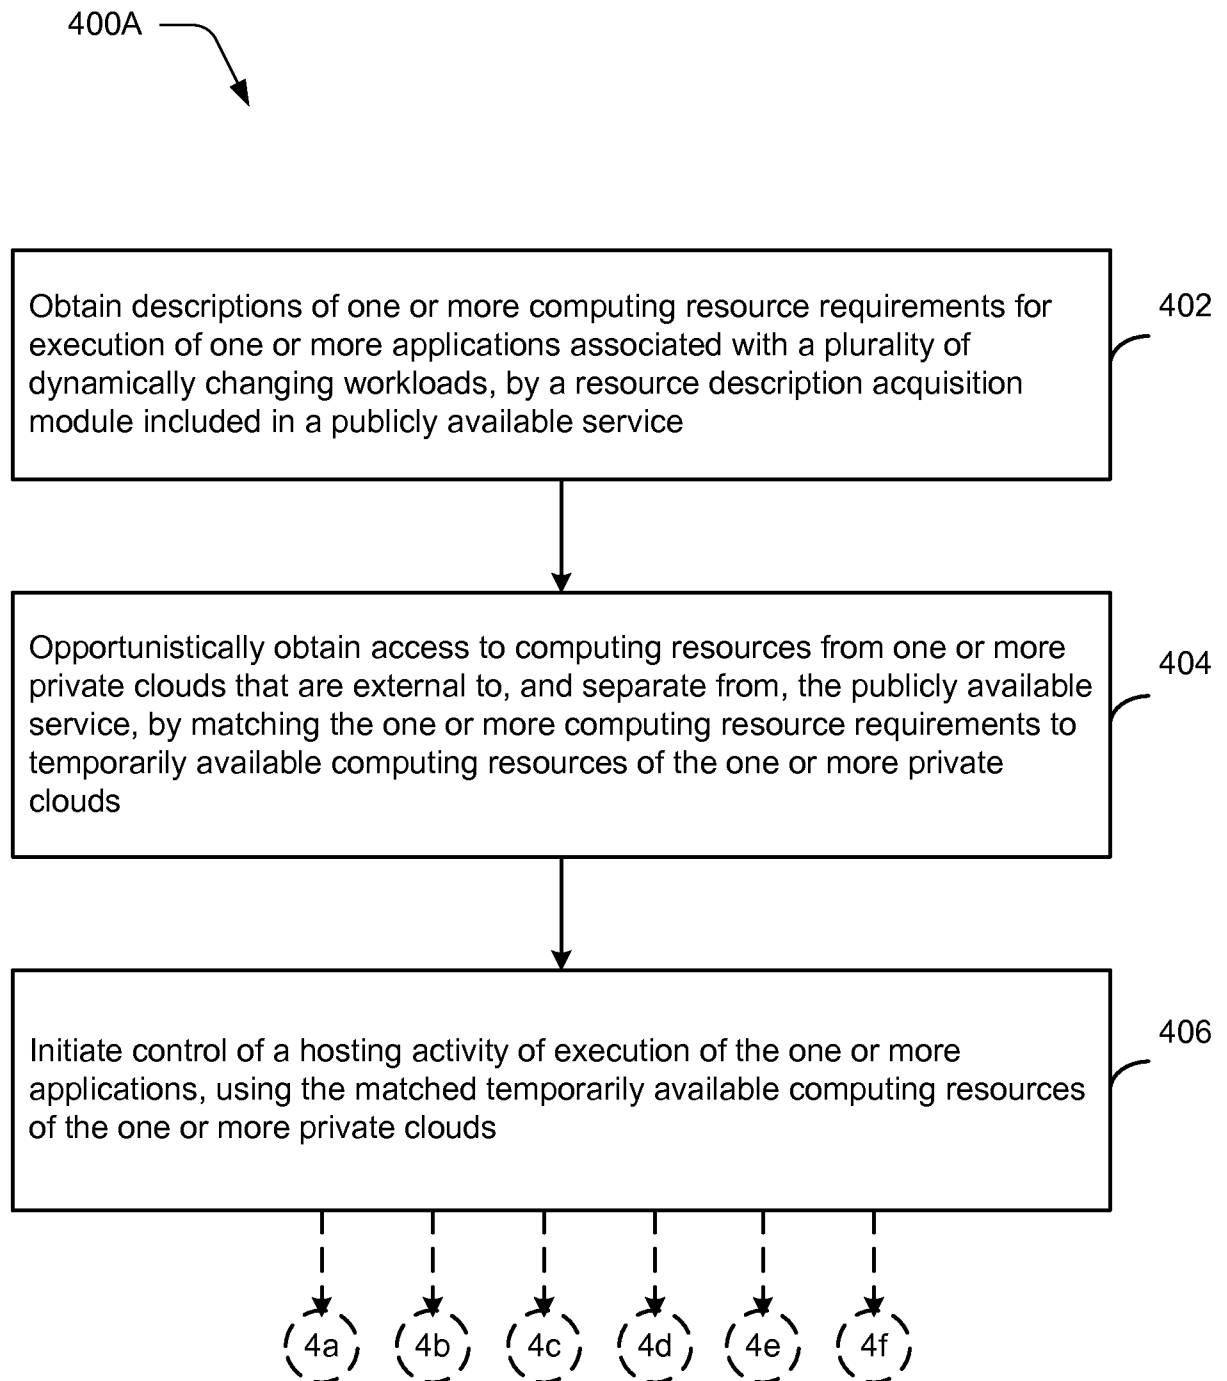 400A
Obtain descriptions of one or more computing resource requirements for
execution of one or more applications associated with a plurality of
dynamically changing workloads, by a resource description acquisition
module included in a publicly available service
402
Opportunistically obtain access to computing resources from one or more
private clouds that are external to, and separate from, the publicly available
service, by matching the one or more computing resource requirements to
temporarily available computing resources of the one or more private
clouds
404
Initiate control of a hosting activity of execution of the one or more
applications, using the matched temporarily available computing resources
of the one or more private clouds
406
4a 4b 4c 4d 4e 4f